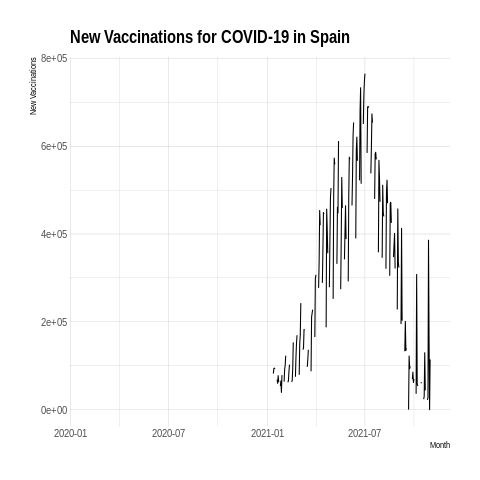 New Vaccinations for COVID-19 in Spain
New Vaccinations
8e+05
6e+05
4e+05
2e+05
0e+00
2020-01 2020-07 2021-01 2021-07
Month